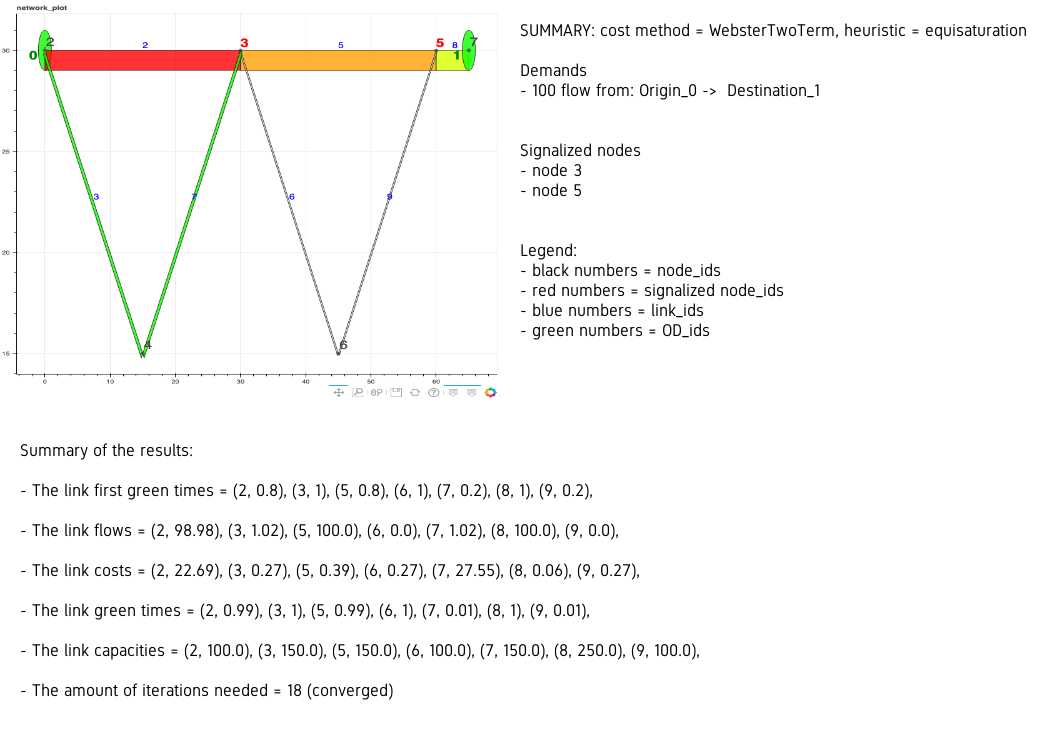 network_plot
SUMMARY: cost method = WebsterTwoTerm, heuristic = equisaturation
Demands
- 100 flow from: Origin_0 -> Destination_1
Signalized nodes
- node 3
- node 5
Legend:
- black numbers = node_ids
- red numbers = signalized node_ids
- blue numbers = link_ids
- green numbers = OD_ids
30
25
20
15
0
10
20
30
40
50
60
0
2
2
3
5
5
8
1
7
3
7
6
9
4
6
Summary of the results:
- The link first green times = (2, 0.8), (3, 1), (5, 0.8), (6, 1), (7, 0.2), (8, 1), (9, 0.2),
- The link flows = (2, 98.98), (3, 1.02), (5, 100.0), (6, 0.0), (7, 1.02), (8, 100.0), (9, 0.0),
- The link costs = (2, 22.69), (3, 0.27), (5, 0.39), (6, 0.27), (7, 27.55), (8, 0.06), (9, 0.27),
- The link green times = (2, 0.99), (3, 1), (5, 0.99), (6, 1), (7, 0.01), (8, 1), (9, 0.01),
- The link capacities = (2, 100.0), (3, 150.0), (5, 150.0), (6, 100.0), (7, 150.0), (8, 250.0), (9, 100.0),
- The amount of iterations needed = 18 (converged)